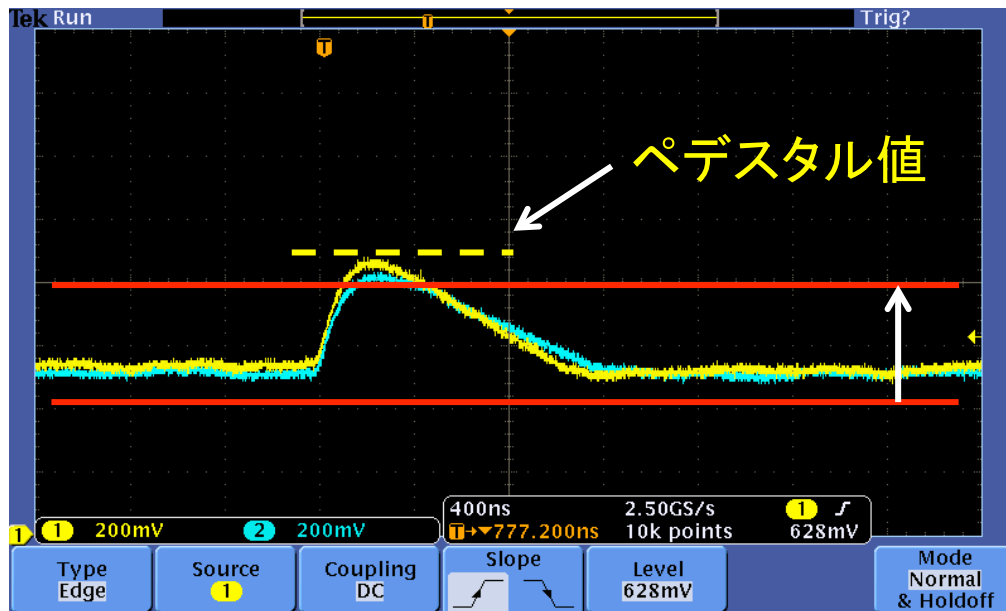 Tek Run
Trig?
T
T
ペデスタル値
1
1 200mV
2 200mV
400ns 2.50GS/s 1
T→▼777.200ns 10k points 628mV
Type
Edge
Source
1
Coupling
DC
Slope
Level
628mV
Mode
Normal
& Holdoff